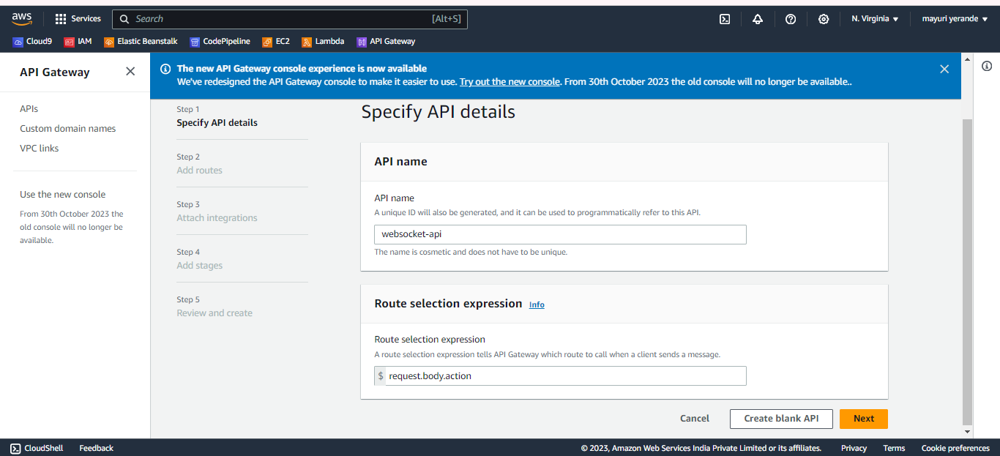 aws
Services
Search
[Alt+S]
N. Virginia
mayuri yerande
Cloud9
IAM
Elastic Beanstalk
CodePipeline
EC2
Lambda
API Gateway
API Gateway
APIs
Custom domain names
VPC links
Use the new console
From 30th October 2023 the
old console will no longer be
available.
The new API Gateway console experience is now available
We've redesigned the API Gateway console to make it easier to use. Try out the new console. From 30th October 2023 the old console will no longer be available..
Step 1
Specify API details
Step 2
Add routes
Step 3
Attach integrations
Step 4
Add stages
Step 5
Review and create
Specify API details
API name
API name
A unique ID will also be generated, and it can be used to programmatically refer to this API.
websocket-api
The name is cosmetic and does not have to be unique.
Route selection expression Info
Route selection expression
A route selection expression tells API Gateway which route to call when a client sends a message.
$ request.body.action
Cancel
Create blank API
Next
CloudShell
Feedback
© 2023, Amazon Web Services India Private Limited or its affiliates.
Privacy
Terms
Cookie preferences